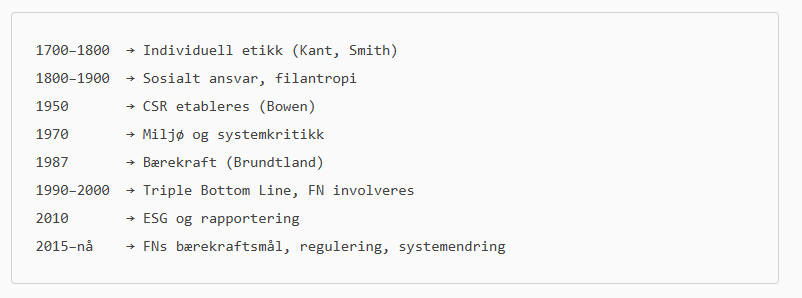 1700–1800 → Individuell etikk (Kant, Smith)
1800–1900 → Sosialt ansvar, filantropi
1950 → CSR etableres (Bowen)
1970 → Miljø og systemkritikk
1987 → Bærekraft (Brundtland)
1990–2000 → Triple Bottom Line, FN involveres
2010 → ESG og rapportering
2015–nå → FNs bærekraftsmål, regulering, systemendring